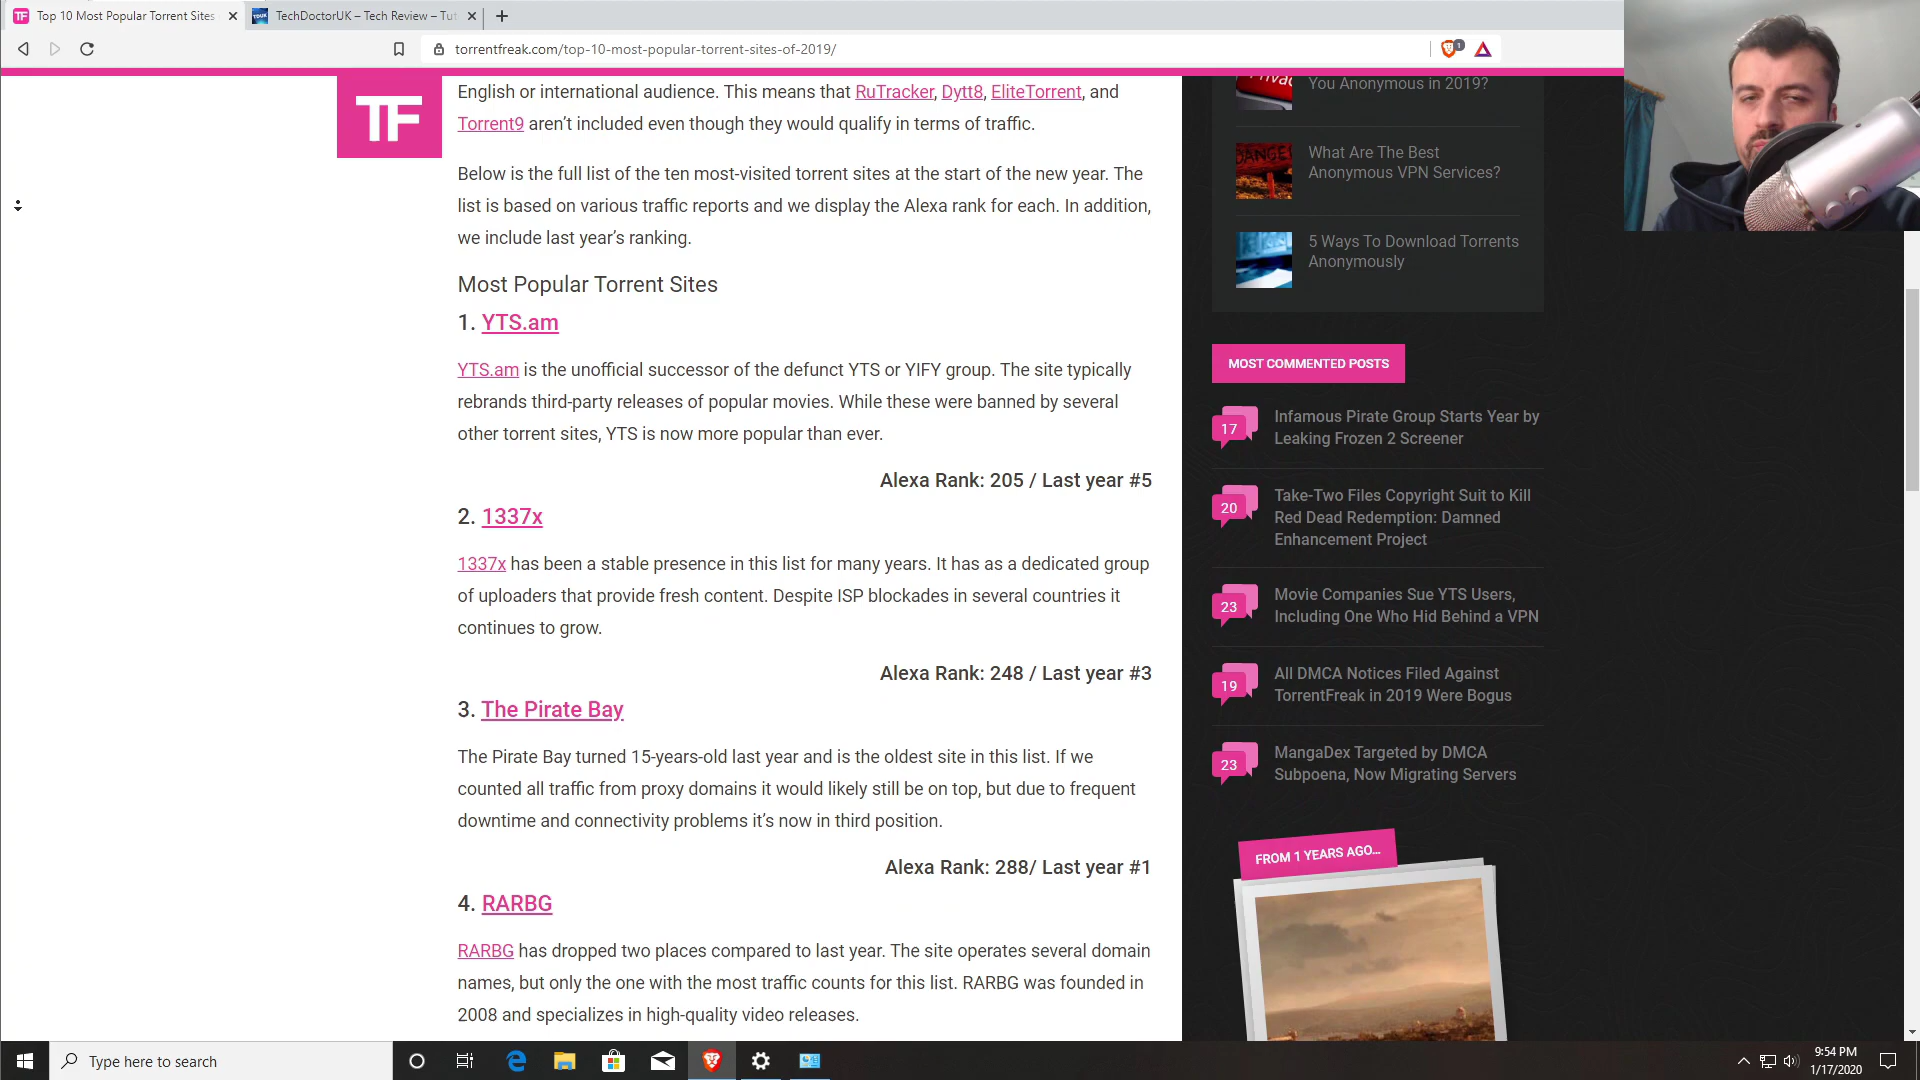 Top 10 Most Popular Torrent Sites
TechDoctorUK – Tech Review – Tut
torrentfreak.com/top-10-most-popular-torrent-sites-of-2019/
1
TF
English or international audience. This means that RuTracker, Dytt8, EliteTorrent, and
Torrent9 aren't included even though they would qualify in terms of traffic.
Below is the full list of the ten most-visited torrent sites at the start of the new year. The
list is based on various traffic reports and we display the Alexa rank for each. In addition,
we include last year's ranking.
Most Popular Torrent Sites
1. YTS.am
YTS.am is the unofficial successor of the defunct YTS or YIFY group. The site typically
rebrands third-party releases of popular movies. While these were banned by several
other torrent sites, YTS is now more popular than ever.
Alexa Rank: 205 / Last year #5
2. 1337x
1337x has been a stable presence in this list for many years. It has as a dedicated group
of uploaders that provide fresh content. Despite ISP blockades in several countries it
continues to grow.
Alexa Rank: 248 / Last year #3
3. The Pirate Bay
The Pirate Bay turned 15-years-old last year and is the oldest site in this list. If we
counted all traffic from proxy domains it would likely still be on top, but due to frequent
downtime and connectivity problems it's now in third position.
Alexa Rank: 288/ Last year #1
4. RARBG
RARBG has dropped two places compared to last year. The site operates several domain
names, but only the one with the most traffic counts for this list. RARBG was founded in
2008 and specializes in high-quality video releases.
You Anonymous in 2019?
DANGER
What Are The Best
Anonymous VPN Services?
5 Ways To Download Torrents
Anonymously
MOST COMMENTED POSTS
17
Infamous Pirate Group Starts Year by
Leaking Frozen 2 Screener
20
Take-Two Files Copyright Suit to Kill
Red Dead Redemption: Damned
Enhancement Project
23
Movie Companies Sue YTS Users,
Including One Who Hid Behind a VPN
19
All DMCA Notices Filed Against
TorrentFreak in 2019 Were Bogus
23
MangaDex Targeted by DMCA
Subpoena, Now Migrating Servers
FROM 1 YEARS AGO...
Type here to search
9:54 PM
1/17/2020